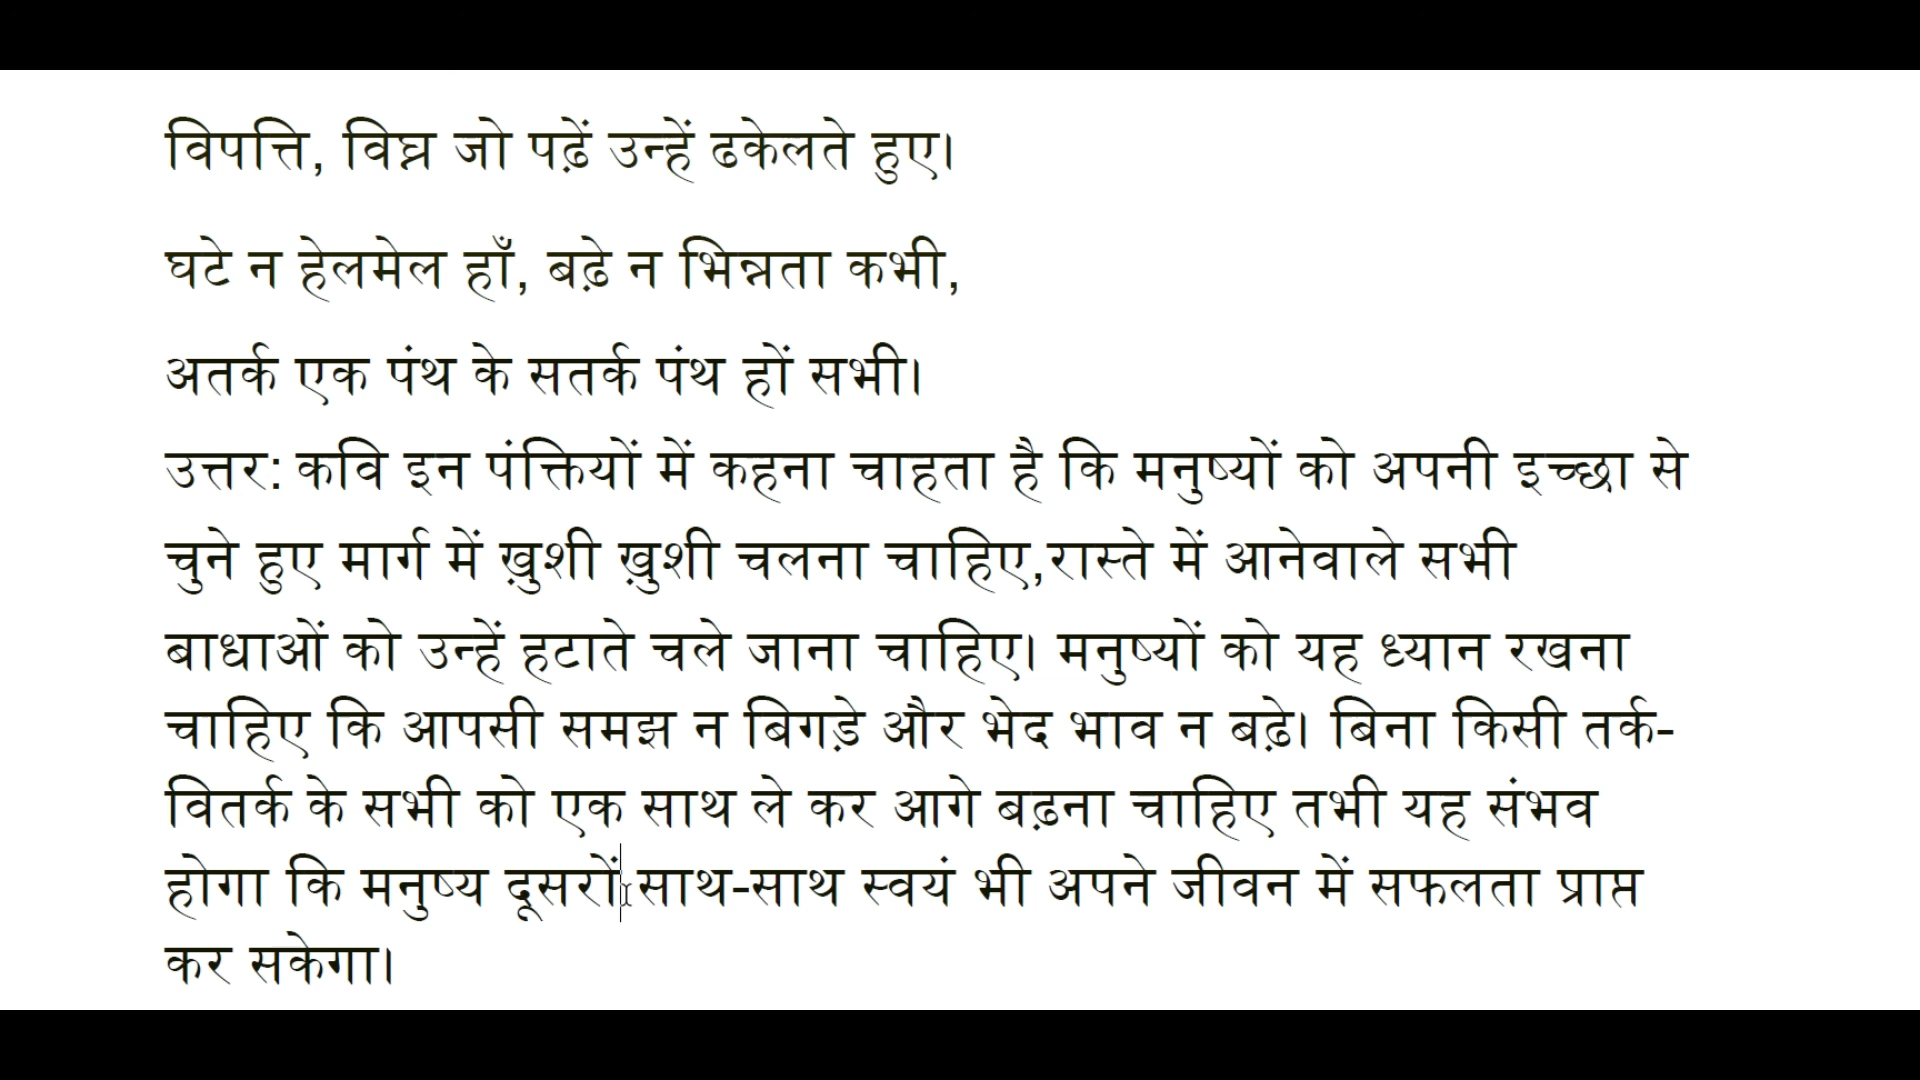 विपत्ति, विघ्न जो पढ़ें उन्हें ढकेलते हुए।
घटे न हेलमेल हाँ, बढ़े न भिन्नता कभी,
अतर्क एक पंथ के सतर्क पंथ हों सभी।
उत्तर: कवि इन पंक्तियों में कहना चाहता है कि मनुष्यों को अपनी इच्छा से
चुने हुए मार्ग में ख़ुशी ख़ुशी चलना चाहिए,रास्ते में आनेवाले सभी
बाधाओं को उन्हें हटाते चले जाना चाहिए। मनुष्यों को यह ध्यान रखना
चाहिए कि आपसी समझ न बिगड़े और भेद भाव न बढ़े। बिना किसी तर्क-
वितर्क के सभी को एक साथ ले कर आगे बढ़ना चाहिए तभी यह संभव
होगा कि मनुष्य दूसरों साथ-साथ स्वयं भी अपने जीवन में सफलता प्राप्त
कर सकेगा।